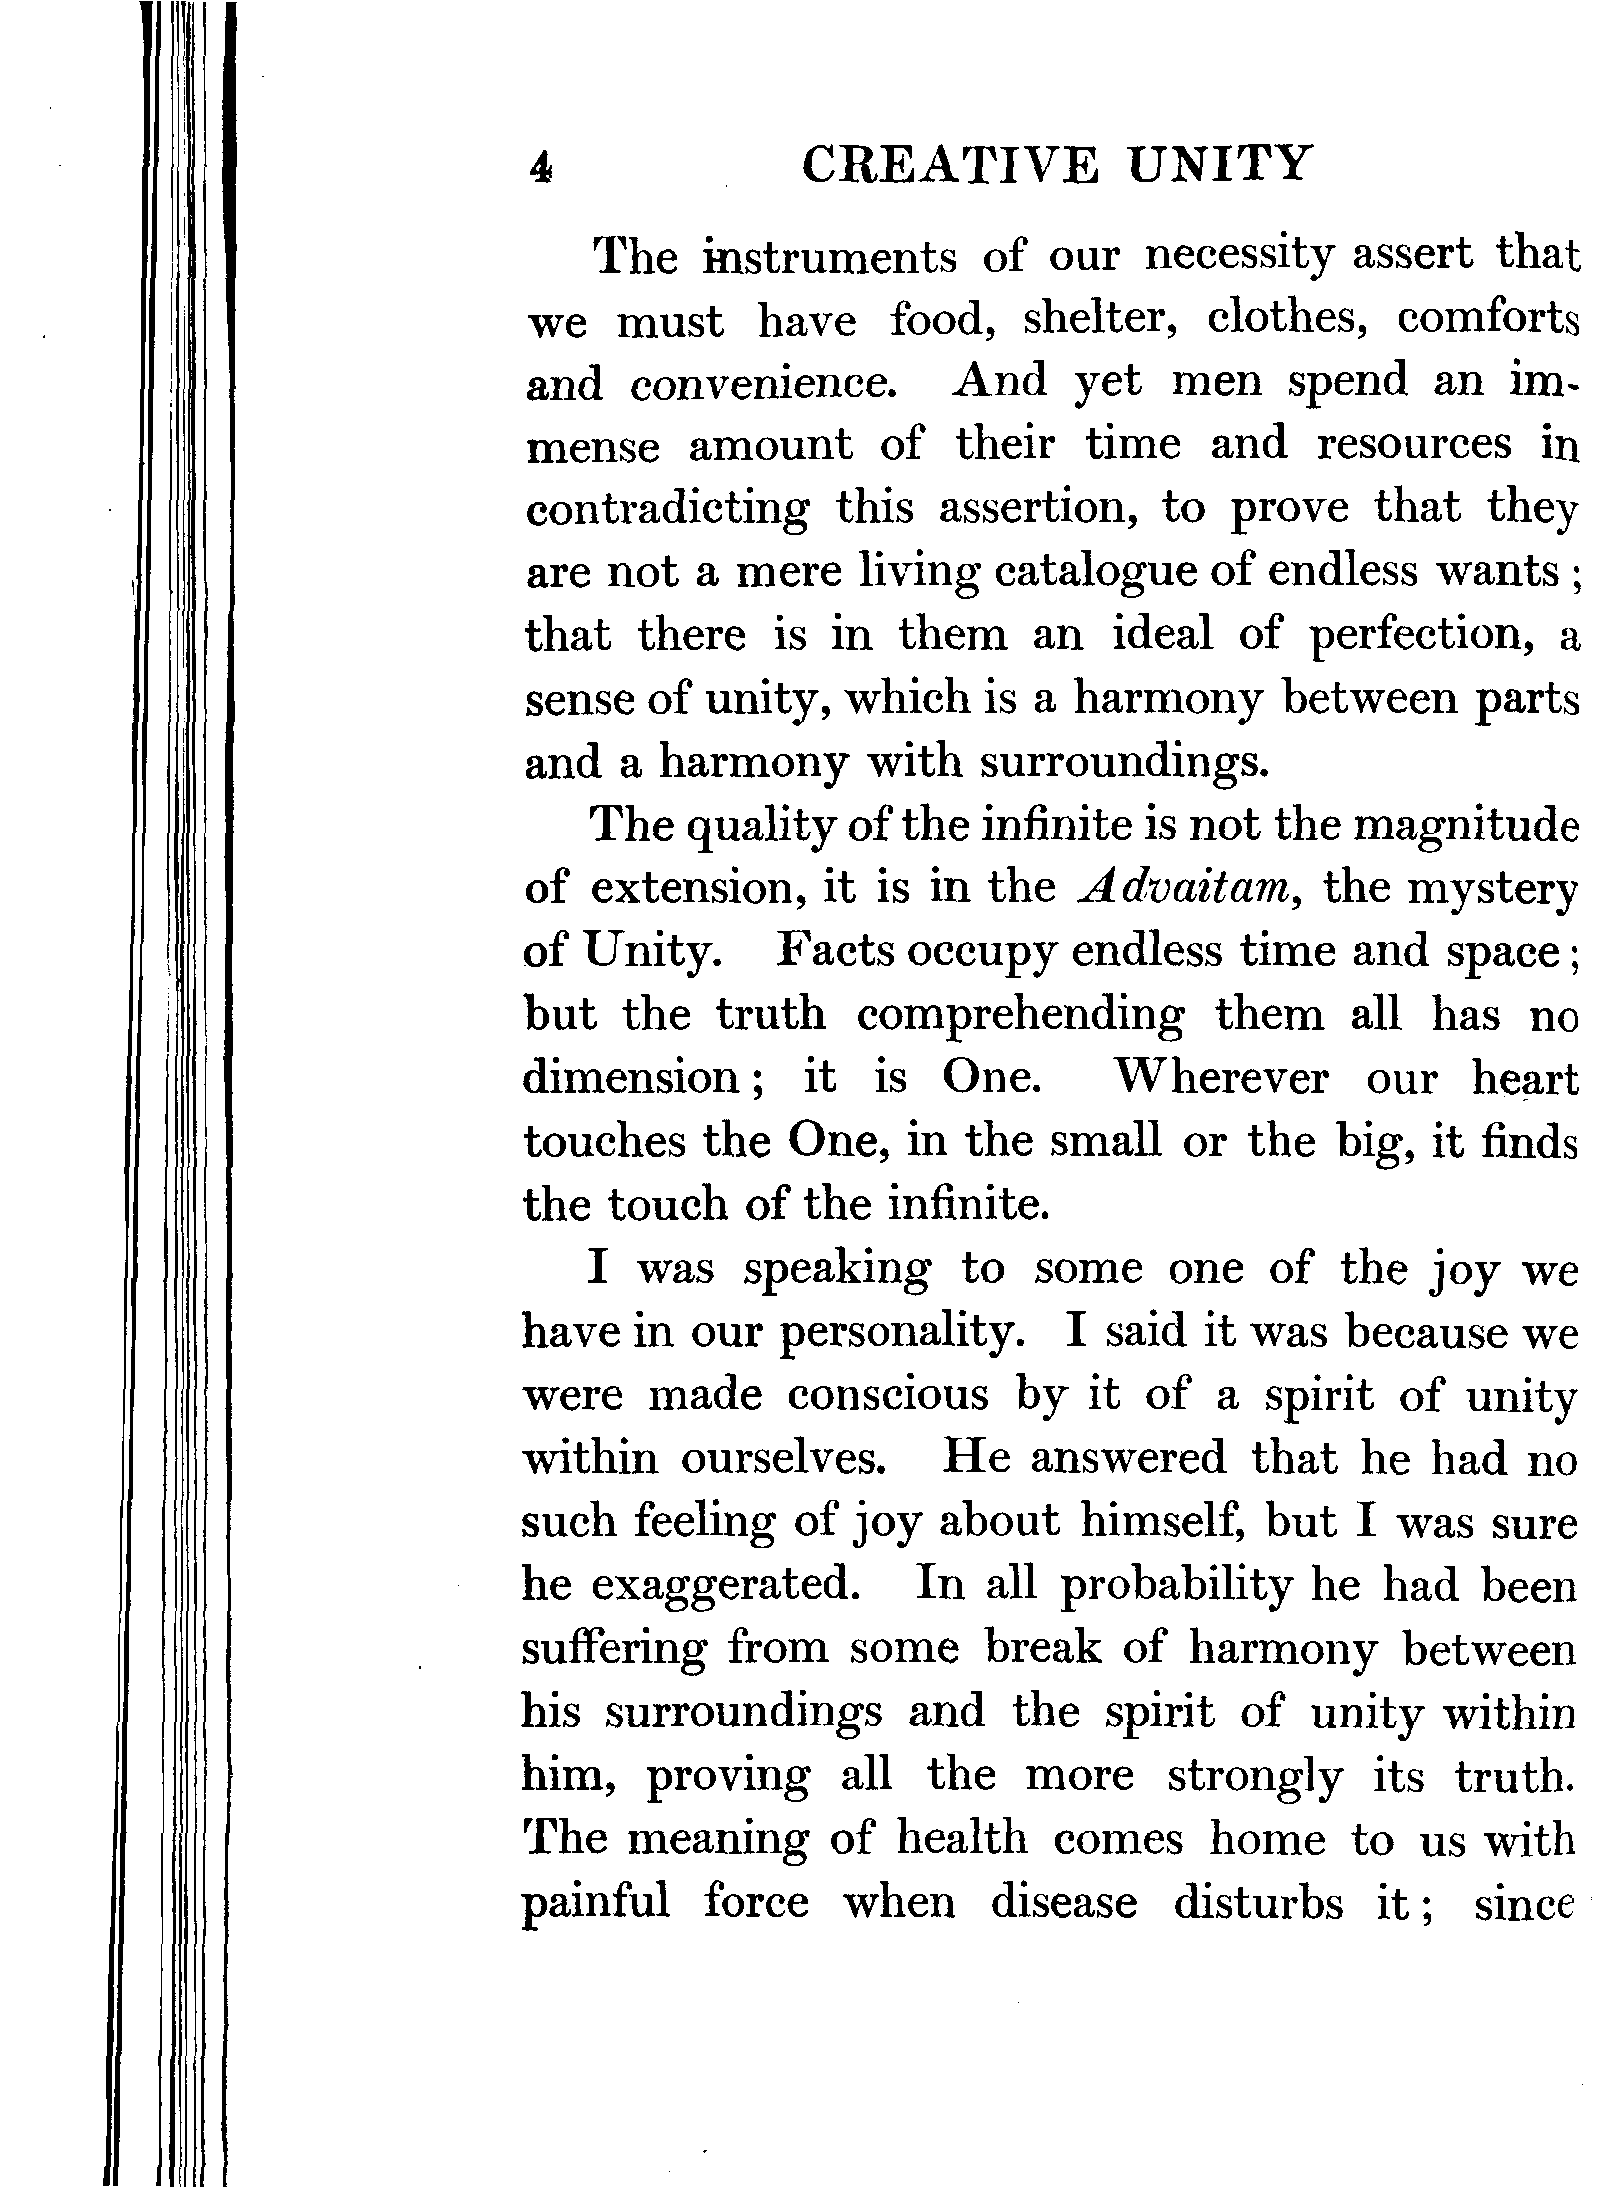 4 CREATIVE UNITY
The instruments of our necessity assert that
we must have food, shelter, clothes, comforts
and convenience. And yet men spend an im-
mense amount of their time and resources in
contradicting this assertion, to prove that they
are not a mere living catalogue of endless wants ;
that there is in them an ideal of perfection, a
sense of unity, which is a harmony between parts
and a harmony with surroundings.
The quality of the infinite is not the magnitude
of extension, it is in the Advaitam, the mystery
of Unity. Facts occupy endless time and space ;
but the truth comprehending them all has no
dimension ; it is One. Wherever our heart
touches the One, in the small or the big, it finds
the touch of the infinite.
I was speaking to some one of the joy we
have in our personality. I said it was because we
were made conscious by it of a spirit of unity
within ourselves. He answered that he had no
such feeling of joy about himself, but I was sure
he exaggerated. In all probability he had been
suffering from some break of harmony between
his surroundings and the spirit of unity within
him, proving all the more strongly its truth.
The meaning of health comes home to us with
painful force when disease disturbs it ; since